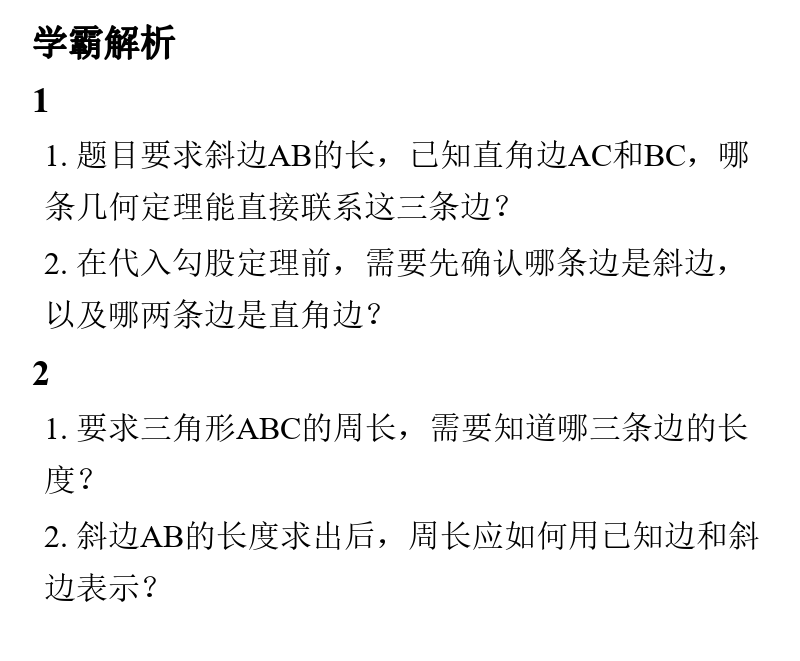 学霸解析
1
1. 题目要求斜边AB的长，已知直角边AC和BC，哪
条几何定理能直接联系这三条边？
2. 在代入勾股定理前，需要先确认哪条边是斜边，
以及哪两条边是直角边？
2
1. 要求三角形ABC的周长，需要知道哪三条边的长
度？
2. 斜边AB的长度求出后，周长应如何用已知边和斜
边表示？